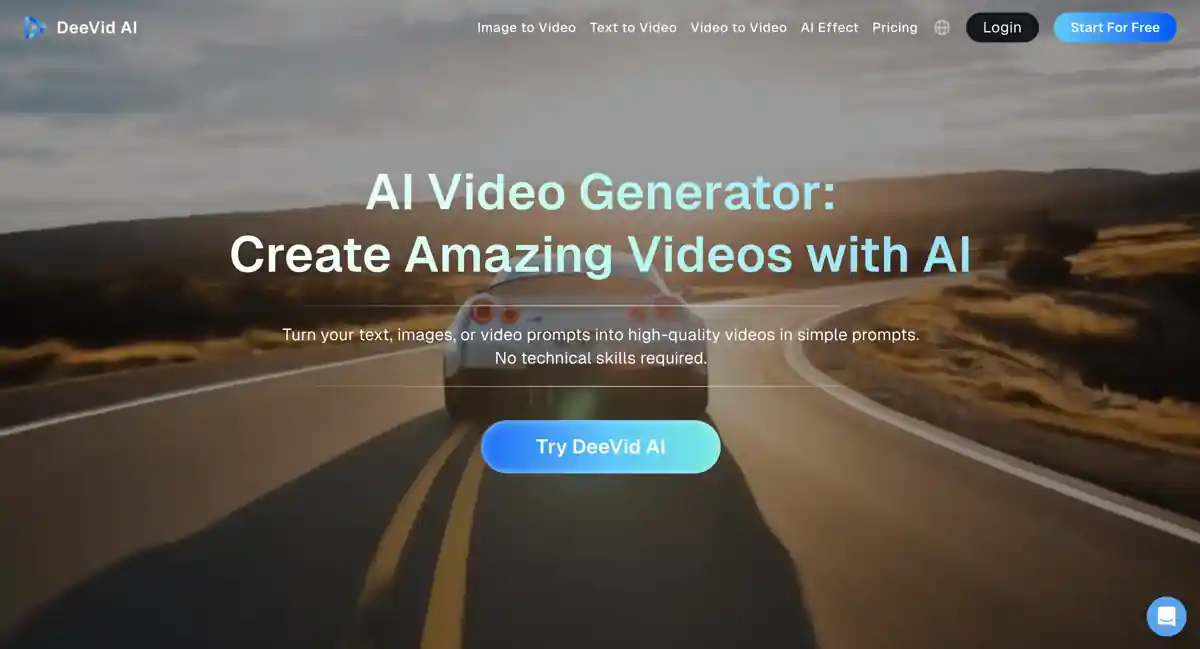 DeeVid AI
Image to Video Text to Video Video to Video AI Effect Pricing Login Start For Free
AI Video Generator:
Create Amazing Videos with AI
Turn your text, images, or video prompts into high-quality videos in simple prompts.
No technical skills required.
Try DeeVid AI